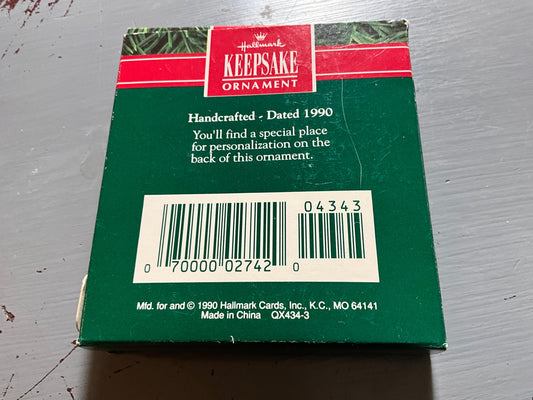 Hallmark
KEEPSAKE
ORNAMENT
Handcrafted - Dated 1990
You'll find a special place
for personalization on the
back of this ornament.
04343
0 70000 02742 0
Mfd. for and © 1990 Hallmark Cards, Inc., K.C., MO 64141
Made in China QX434-3